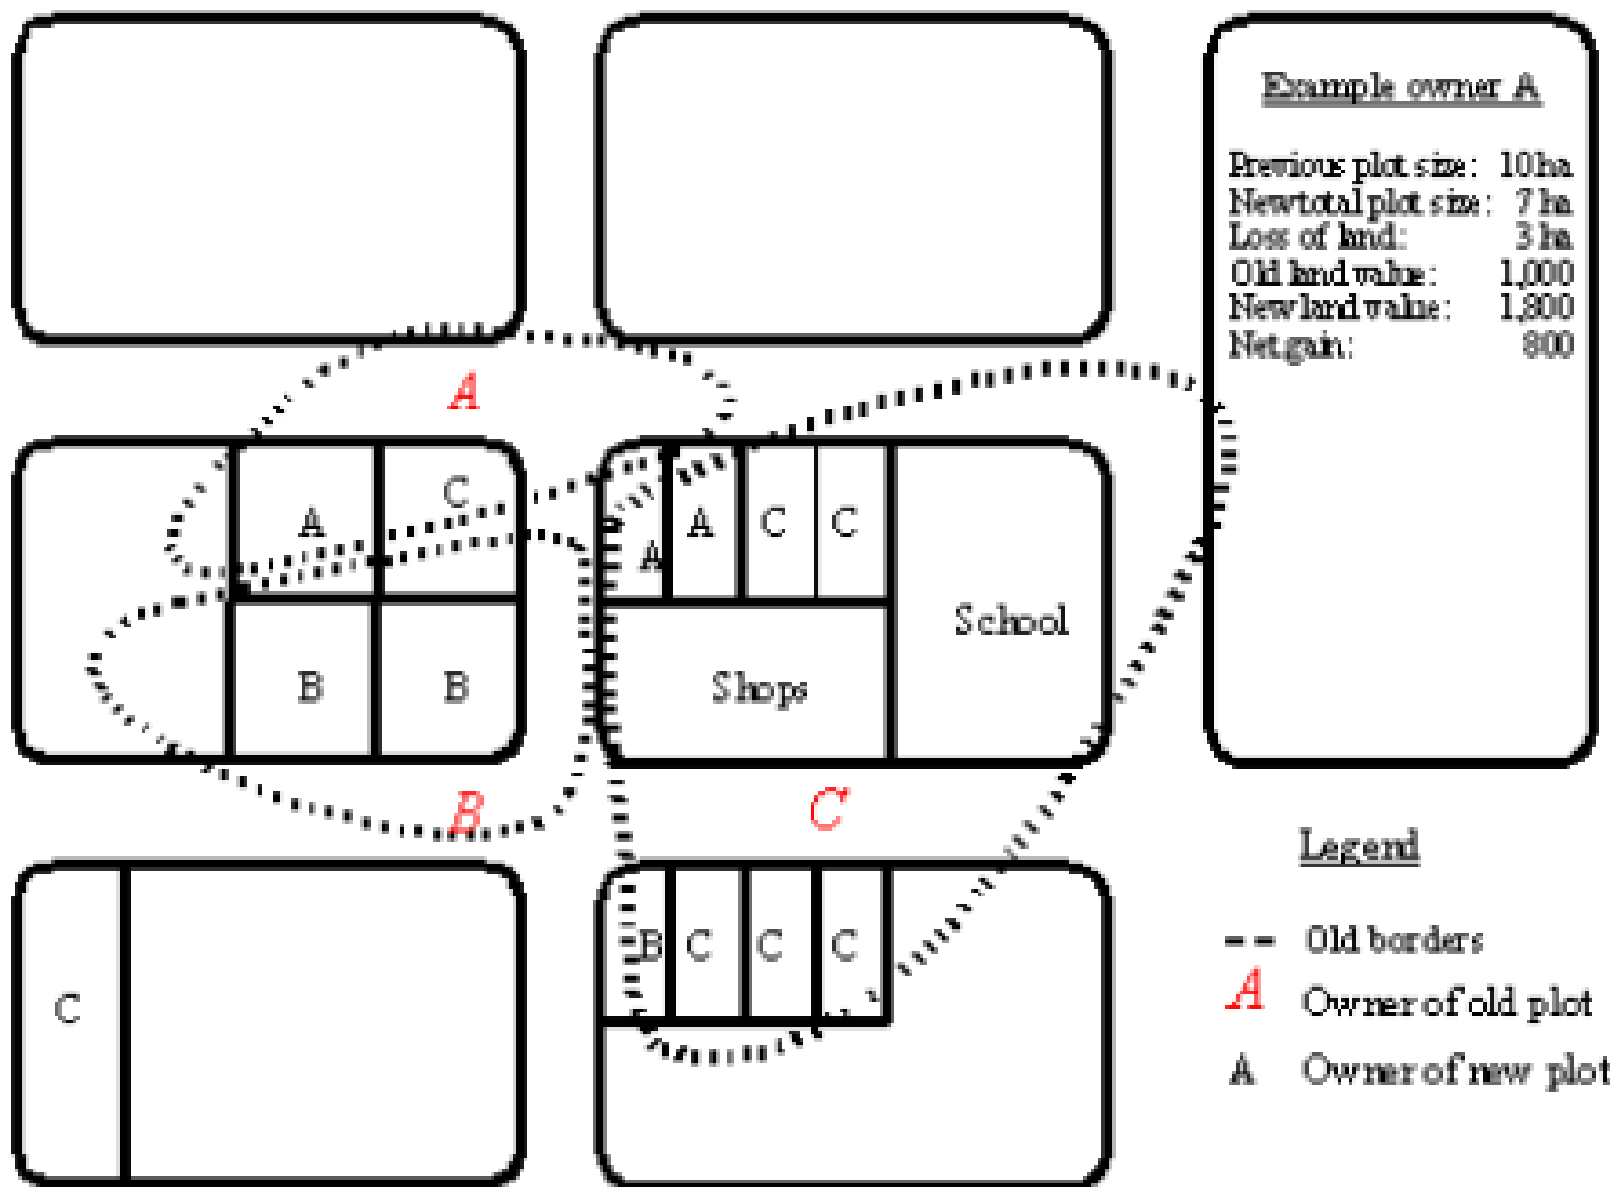 Example owner A
Previous plot size: 10 ha
New total plot size: 7 ha
Loss of land: 3 ha
Old land value: 1,000
New land value: 1,800
Net gain: 800
A
A
C
A
A
C
C
School
B
B
Shops
B
C
C
B
C
C
C
Legend
Old borders
A Owner of old plot
A Owner of new plot